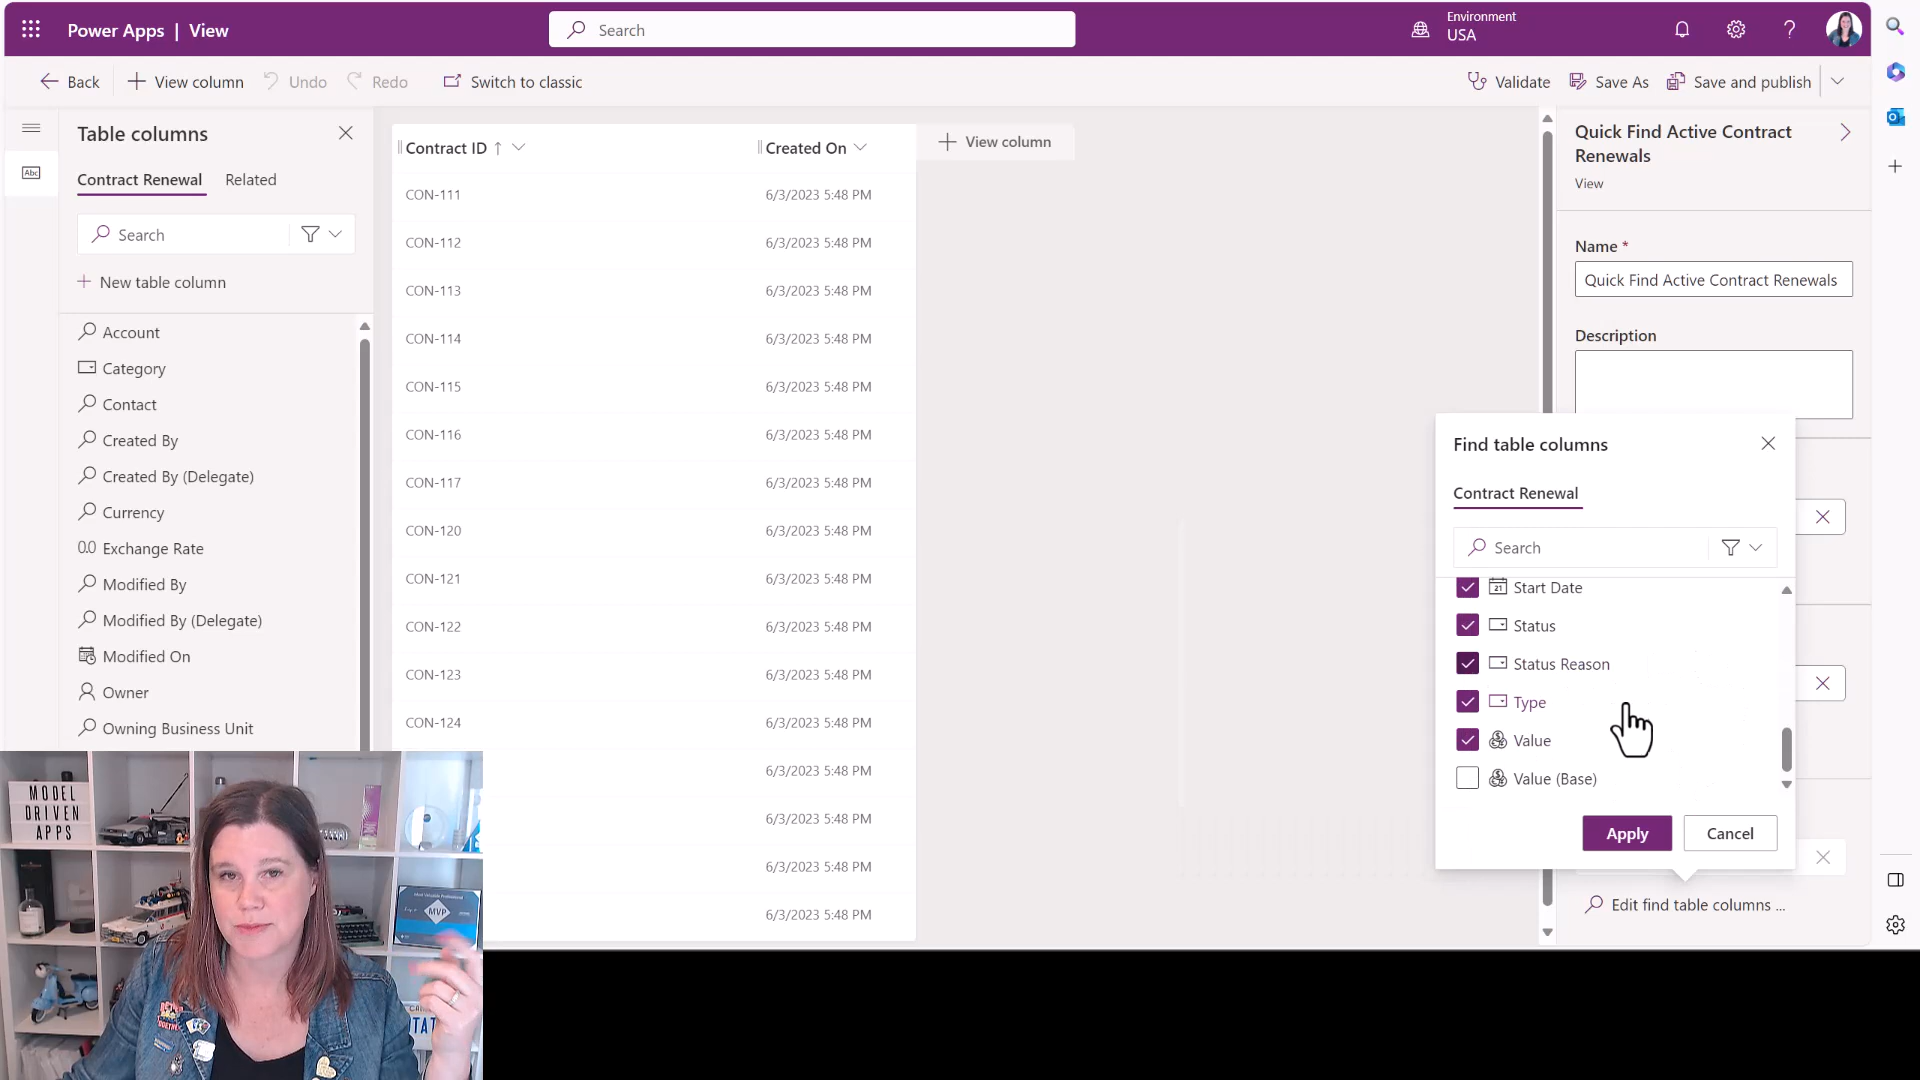 Power Apps | View
Search
Environment
USA
Back
View column
Undo
Redo
Switch to classic
Validate
Save As
Save and publish
Table columns
Contract Renewal
Related
Search
New table column
Account
Category
Contact
Created By
Created By (Delegate)
Currency
Exchange Rate
Modified By
Modified By (Delegate)
Modified On
Owner
Owning Business Unit
Abc
Contract ID ↑
Created On
View column
CON-111 6/3/2023 5:48 PM
CON-112 6/3/2023 5:48 PM
CON-113 6/3/2023 5:48 PM
CON-114 6/3/2023 5:48 PM
CON-115 6/3/2023 5:48 PM
CON-116 6/3/2023 5:48 PM
CON-117 6/3/2023 5:48 PM
CON-120 6/3/2023 5:48 PM
CON-121 6/3/2023 5:48 PM
CON-122 6/3/2023 5:48 PM
CON-123 6/3/2023 5:48 PM
CON-124 6/3/2023 5:48 PM
6/3/2023 5:48 PM
6/3/2023 5:48 PM
6/3/2023 5:48 PM
6/3/2023 5:48 PM
Quick Find Active Contract
Renewals
View
Name *
Quick Find Active Contract Renewals
Description
Find table columns
Contract Renewal
Search
Start Date
Status
Status Reason
Type
Value
Value (Base)
Apply
Cancel
Edit find table columns ...
MODEL
DRIVEN
APPS
MVP